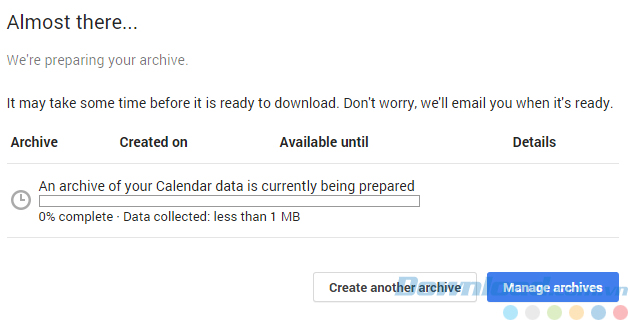 Almost there...
We're preparing your archive.
It may take some time before it is ready to download. Don't worry, we'll email you when it's ready.
Archive Created on Available until Details
An archive of your Calendar data is currently being prepared
0% complete · Data collected: less than 1 MB
Create another archive Manage archives